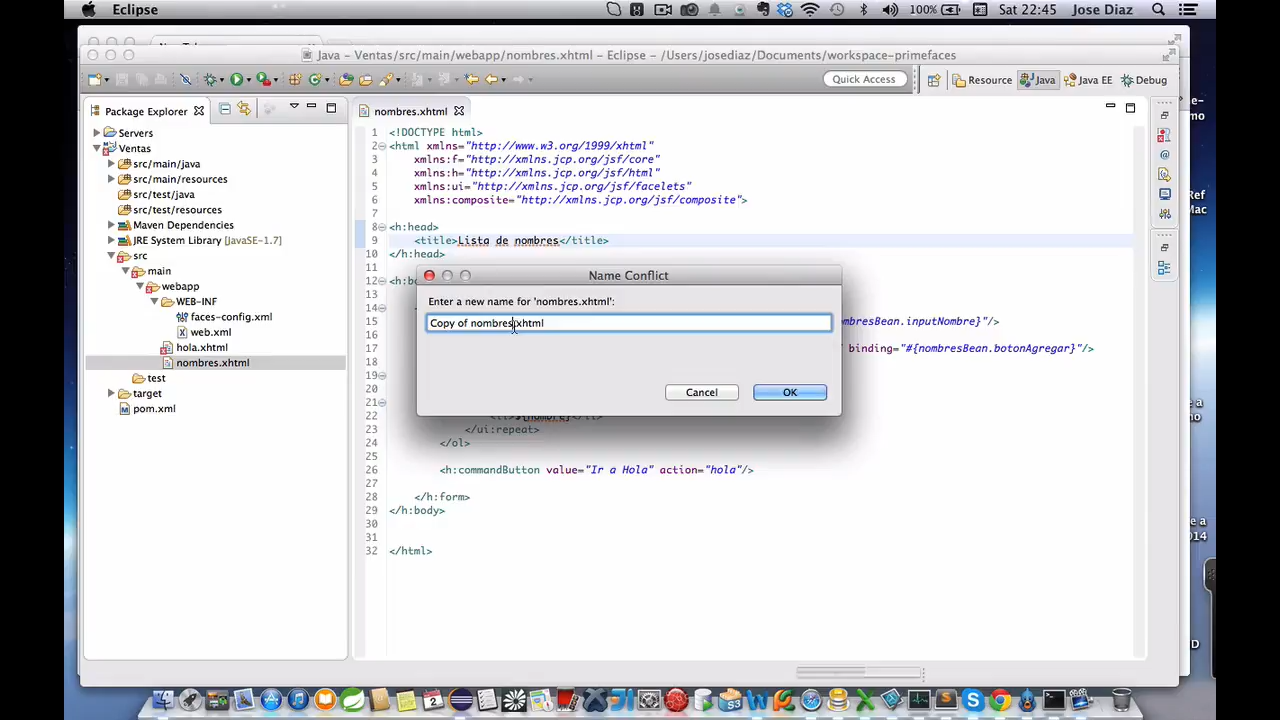 Eclipse
100%
Sat 22:45
Jose Diaz
Java – Ventas/src/main/webapp/nombres.xhtml – Eclipse – /Users/josediaz/Documents/workspace-primefaces
Quick Access
Resource
Java
Java EE
Debug
Package Explorer
nombres.xhtml
Servers
Ventas
src/main/java
src/main/resources
src/test/java
src/test/resources
Maven Dependencies
JRE System Library [JavaSE-1.7]
src
main
webapp
WEB-INF
faces-config.xml
web.xml
hola.xhtml
nombres.xhtml
test
target
pom.xml
1 <!DOCTYPE html>
2 <html xmlns="http://www.w3.org/1999/xhtml"
3 xmlns:f="http://xmlns.jcp.org/jsf/core"
4 xmlns:h="http://xmlns.jcp.org/jsf/html"
5 xmlns:ui="http://xmlns.jcp.org/jsf/facelets"
6 xmlns:composite="http://xmlns.jcp.org/jsf/composite">
7
8 <h:head>
9 <title>Lista de nombres</title>
10 </h:head>
11
12 <h:bo
13
14
15 mbresBean.inputNombre}"/>
16
17 binding="#{nombresBean.botonAgregar}"/>
18
19
20
21
22
23 </ui:repeat>
24 </ol>
25
26 <h:commandButton value="Ir a Hola" action="hola"/>
27
28 </h:form>
29 </h:body>
30
31
32 </html>
Name Conflict
Enter a new name for 'nombres.xhtml':
Copy of nombres.xhtml
Cancel
OK
Ref
Mac